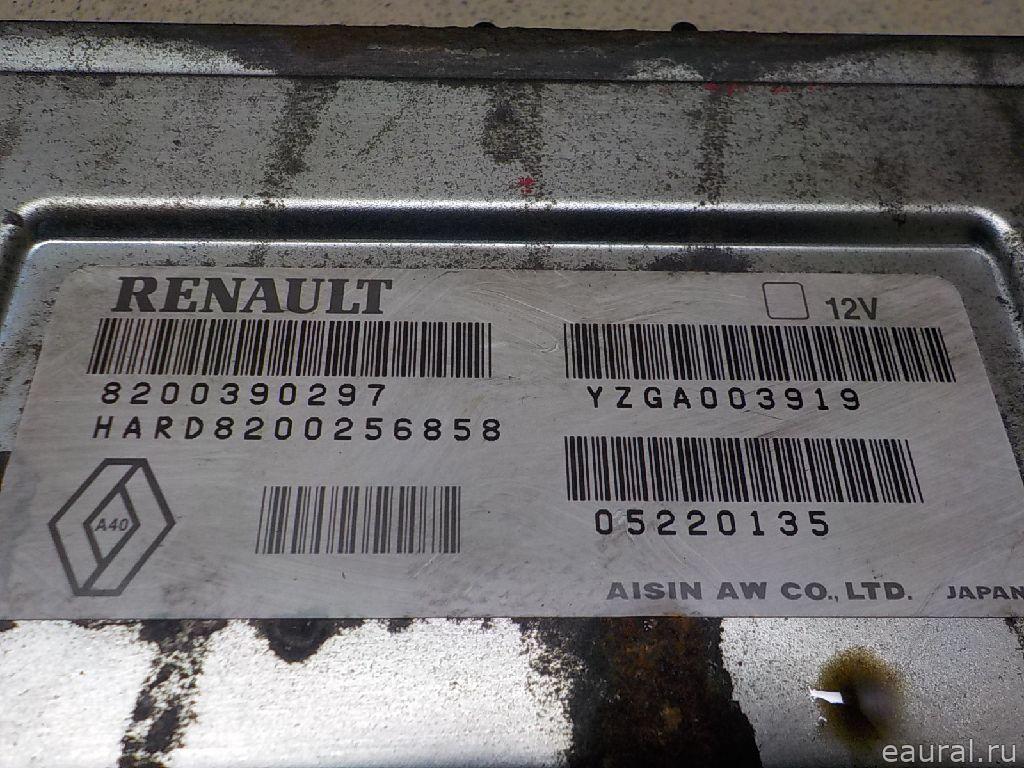 RENAULT
12V
8200390297
YZGA003919
HARD8200256858
A40
05220135
AISIN AW CO., LTD. JAPAN
eaural.ru